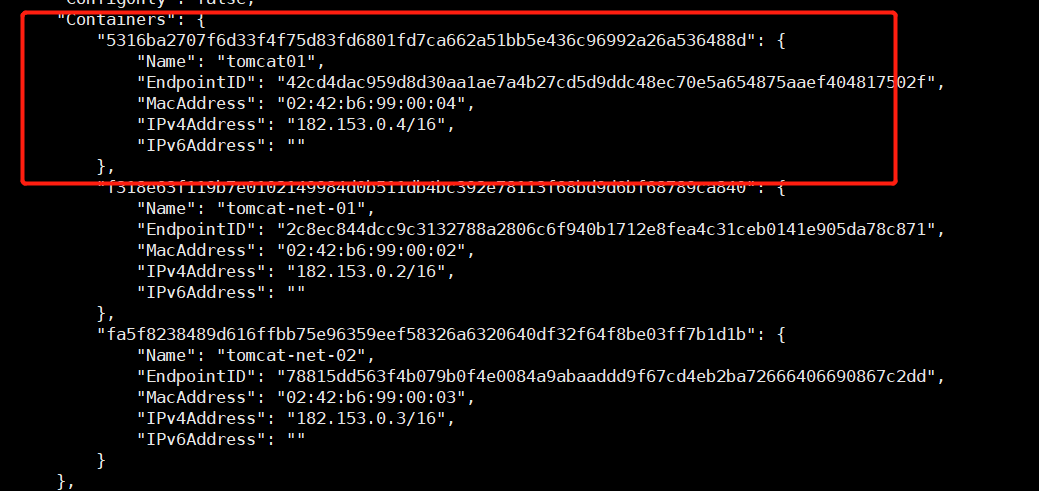 "ConfigOnly": false,
"Containers": {
"5316ba2707f6d33f4f75d83fd6801fd7ca662a51bb5e436c96992a26a536488d": {
"Name": "tomcat01",
"EndpointID": "42cd4dac959d8d30aa1ae7a4b27cd5d9ddc48ec70e5a654875aaef404817502f",
"MacAddress": "02:42:b6:99:00:04",
"IPv4Address": "182.153.0.4/16",
"IPv6Address": ""
},
"f318e63f119b7e0102149984d0b511db4bc392e78113f68bd9d6bf68789ca840": {
"Name": "tomcat-net-01",
"EndpointID": "2c8ec844dcc9c3132788a2806c6f940b1712e8fea4c31ceb0141e905da78c871",
"MacAddress": "02:42:b6:99:00:02",
"IPv4Address": "182.153.0.2/16",
"IPv6Address": ""
},
"fa5f8238489d616ffbb75e96359eef58326a6320640df32f64f8be03ff7b1d1b": {
"Name": "tomcat-net-02",
"EndpointID": "78815dd563f4b079b0f4e0084a9abaaddd9f67cd4eb2ba72666406690867c2dd",
"MacAddress": "02:42:b6:99:00:03",
"IPv4Address": "182.153.0.3/16",
"IPv6Address": ""
}
},